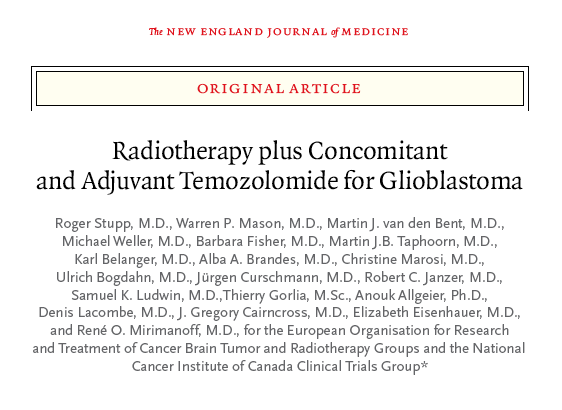 The NEW ENGLAND JOURNAL of MEDICINE
ORIGINAL ARTICLE
Radiotherapy plus Concomitant
and Adjuvant Temozolomide for Glioblastoma
Roger Stupp, M.D., Warren P. Mason, M.D., Martin J. van den Bent, M.D.,
Michael Weller, M.D., Barbara Fisher, M.D., Martin J.B. Taphoorn, M.D.,
Karl Belanger, M.D., Alba A. Brandes, M.D., Christine Marosi, M.D.,
Ulrich Bogdahn, M.D., Jürgen Curschmann, M.D., Robert C. Janzer, M.D.,
Samuel K. Ludwin, M.D.,Thierry Gorlia, M.Sc., Anouk Allgeier, Ph.D.,
Denis Lacombe, M.D., J. Gregory Cairncross, M.D., Elizabeth Eisenhauer, M.D.,
and René O. Mirimanoff, M.D., for the European Organisation for Research
and Treatment of Cancer Brain Tumor and Radiotherapy Groups and the National
Cancer Institute of Canada Clinical Trials Group*